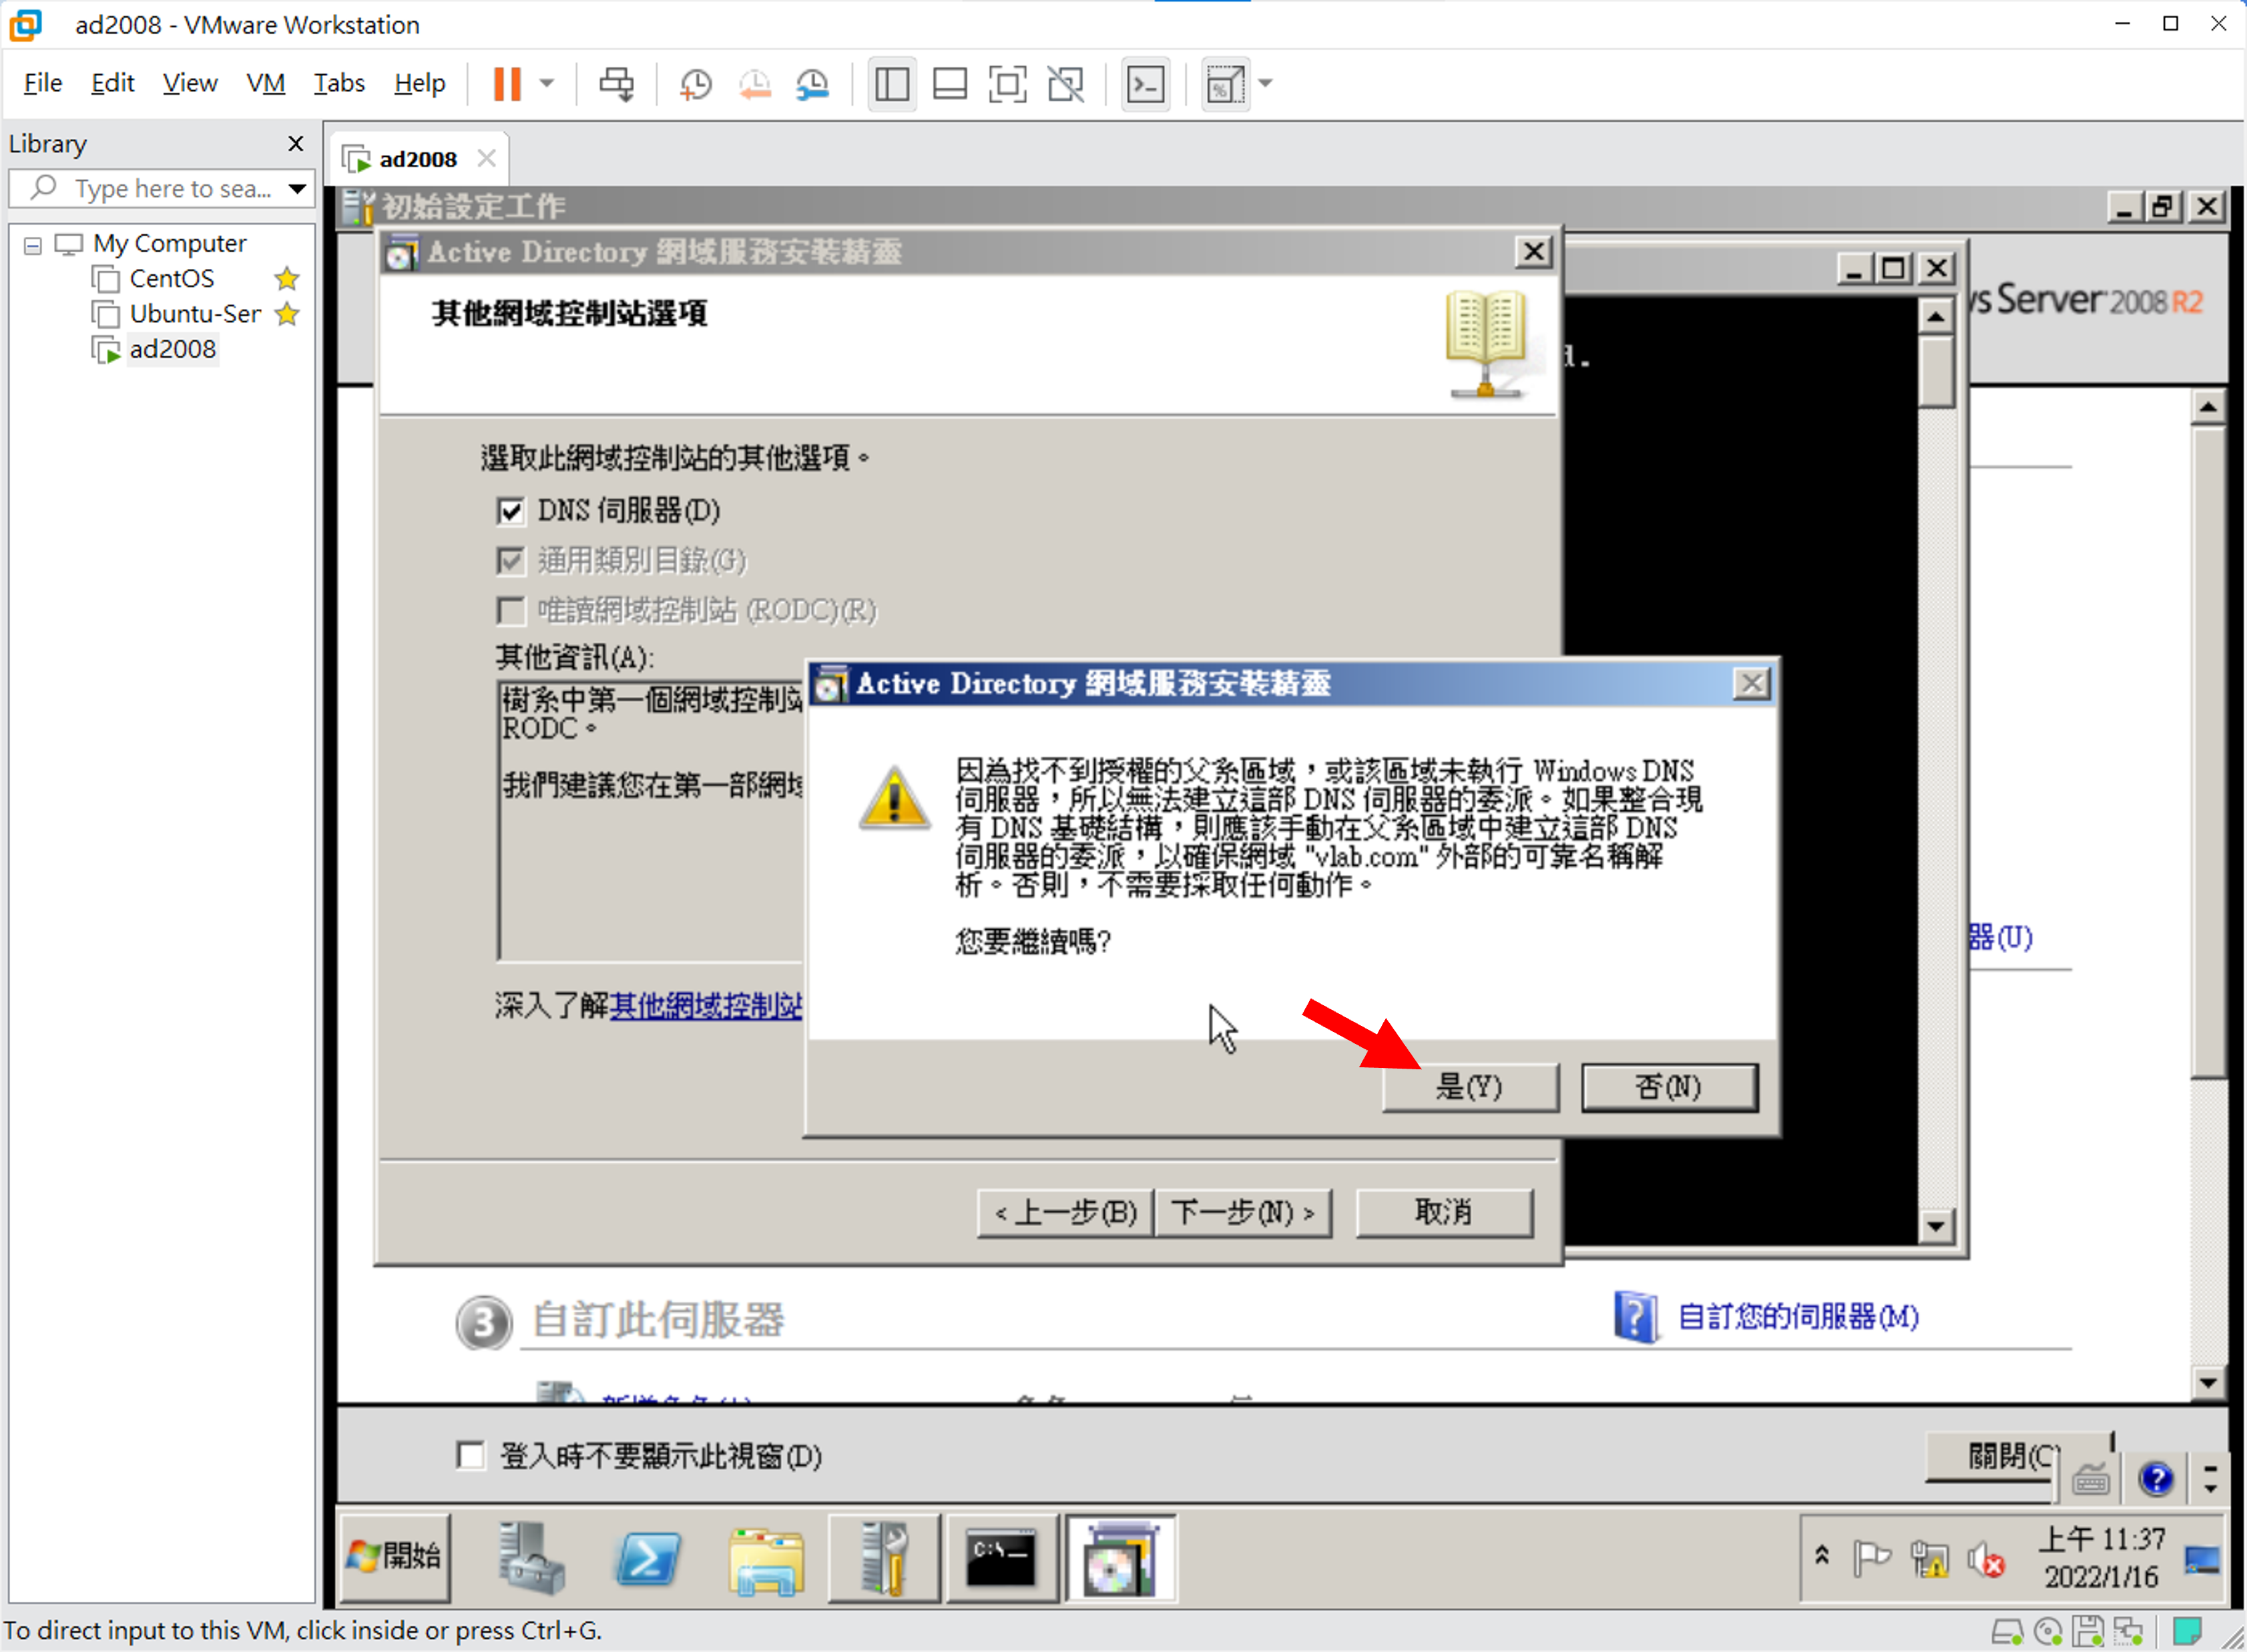 ad2008 - VMware Workstation
File Edit View VM Tabs Help
Library
Type here to sea...
My Computer
CentOS
Ubuntu-Ser
ad2008
ad2008
初始設定工作
Active Directory 網域服務安裝精靈
其他網域控制站選項
s Server 2008 R2
d.
選取此網域控制站的其他選項。
DNS 伺服器(D)
通用類別目錄(G)
唯讀網域控制站 (RODC)(R)
其他資訊(A):
樹系中第一個網域控制站
RODC。
我們建議您在第一部網域
深入了解其他網域控制站
Active Directory 網域服務安裝精靈
因為找不到授權的父系區域，或該區域未執行 Windows DNS
伺服器，所以無法建立這部 DNS 伺服器的委派。如果整合現
有 DNS 基礎結構，則應該手動在父系區域中建立這部 DNS
伺服器的委派，以確保網域 "vlab.com" 外部的可靠名稱解
析。否則，不需要採取任何動作。
您要繼續嗎?
是(Y)
否(N)
器(U)
< 上一步(B)
下一步(N) >
取消
3 自訂此伺服器
自訂您的伺服器(M)
登入時不要顯示此視窗(D)
關閉(C
開始
C:\_
上午 11:37
2022/1/16
To direct input to this VM, click inside or press Ctrl+G.